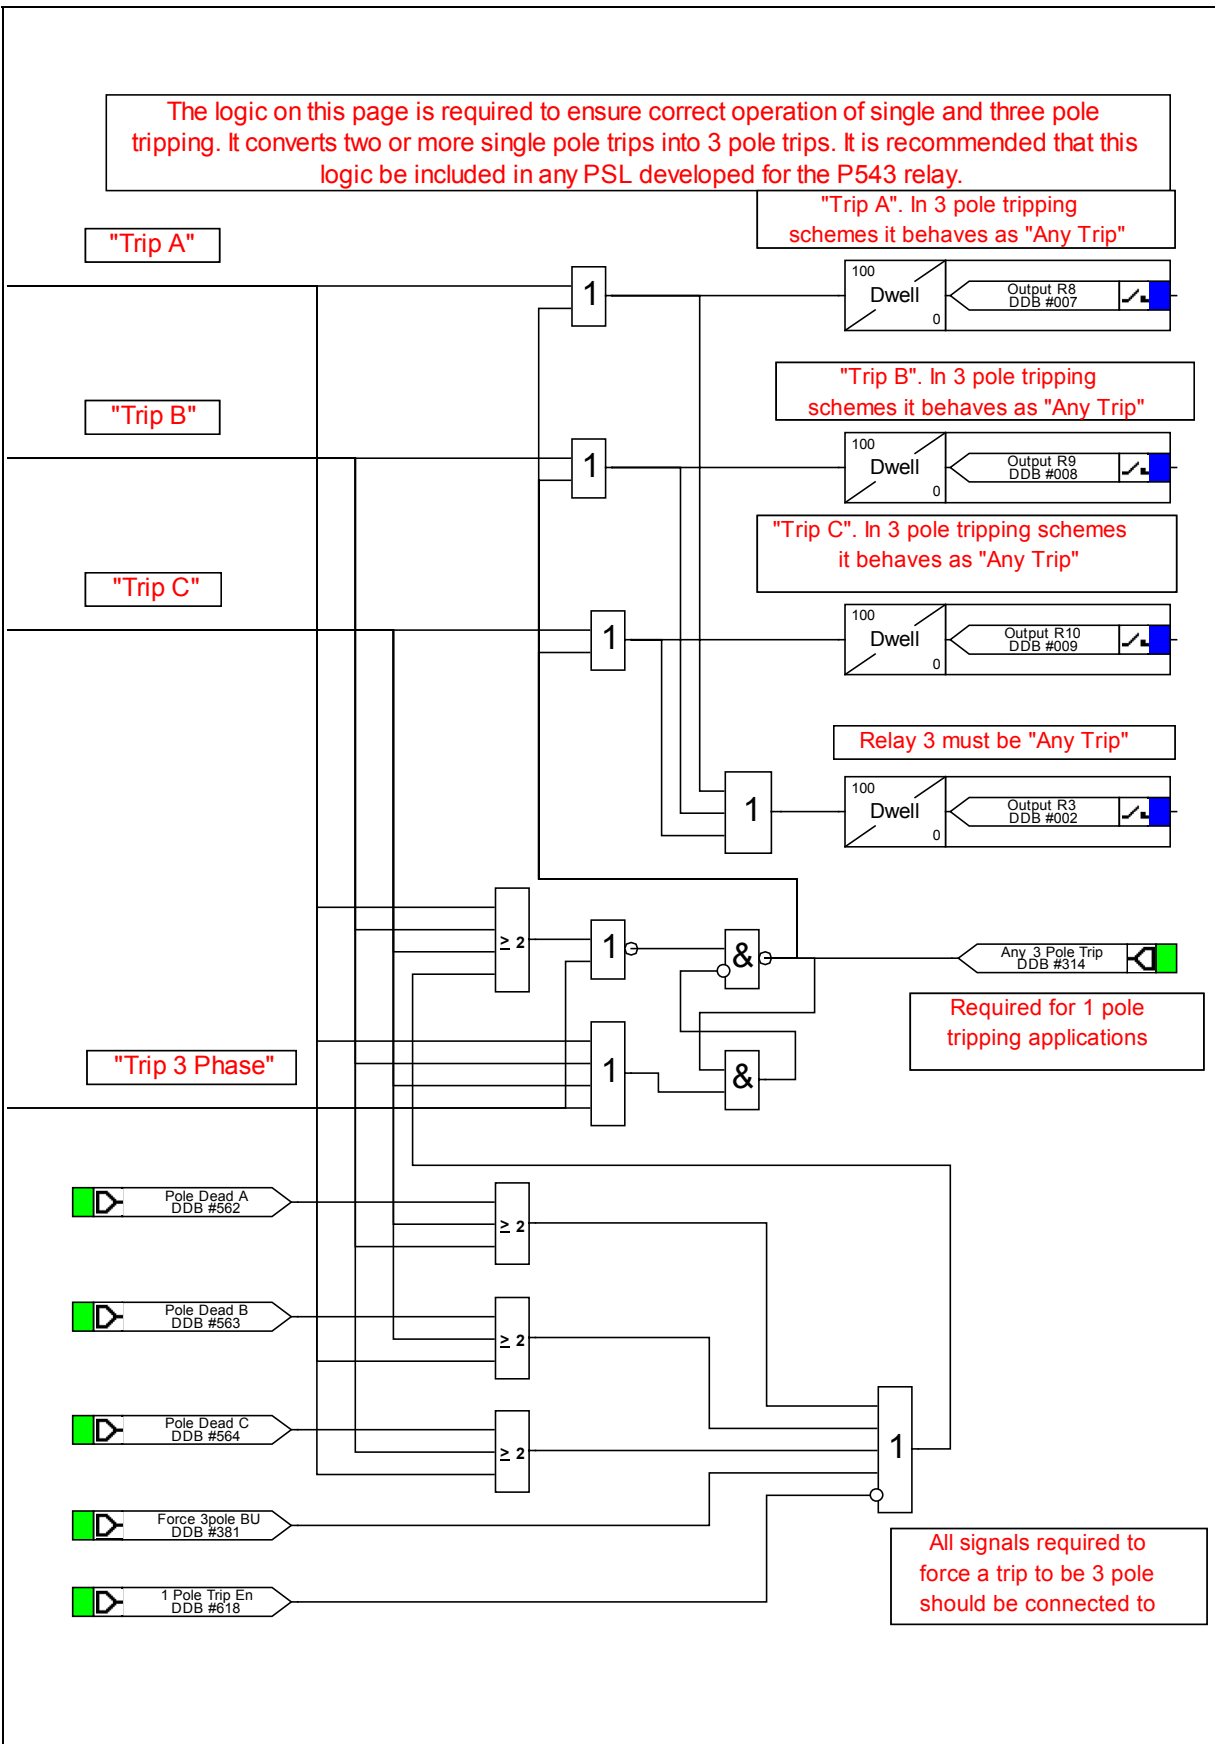 The logic on this page is required to ensure correct operation of single and three pole
tripping. It converts two or more single pole trips into 3 pole trips. It is recommended that this
logic be included in any PSL developed for the P543 relay.
"Trip A". In 3 pole tripping
schemes it behaves as "Any Trip"
"Trip A"
1
100
Dwell
0
Output R8
DDB #007
"Trip B". In 3 pole tripping
schemes it behaves as "Any Trip"
"Trip B"
1
100
Dwell
0
Output R9
DDB #008
"Trip C". In 3 pole tripping schemes
it behaves as "Any Trip"
"Trip C"
1
100
Dwell
0
Output R10
DDB #009
Relay 3 must be "Any Trip"
1
100
Dwell
0
Output R3
DDB #002
≥ 2
1
&
Any 3 Pole Trip
DDB #314
Required for 1 pole
tripping applications
"Trip 3 Phase"
1
&
Pole Dead A
DDB #562
≥ 2
Pole Dead B
DDB #563
≥ 2
Pole Dead C
DDB #564
≥ 2
1
Force 3pole BU
DDB #381
1 Pole Trip En
DDB #618
All signals required to
force a trip to be 3 pole
should be connected to